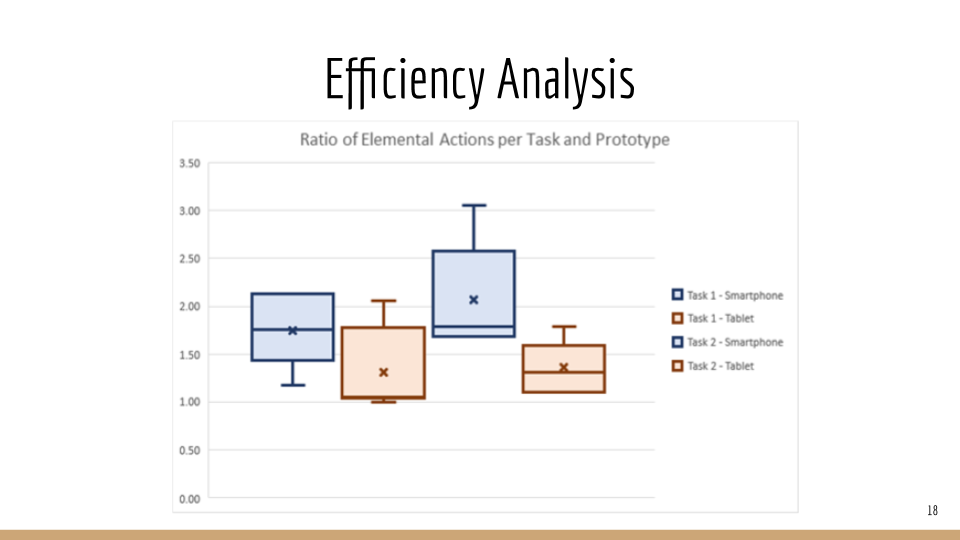 Efficiency Analysis
Ratio of Elemental Actions per Task and Prototype
3.50
3.00
2.50
2.00
1.50
1.00
0.50
0.00
Task 1 - Smartphone
Task 1 - Tablet
Task 2 - Smartphone
Task 2 - Tablet
18